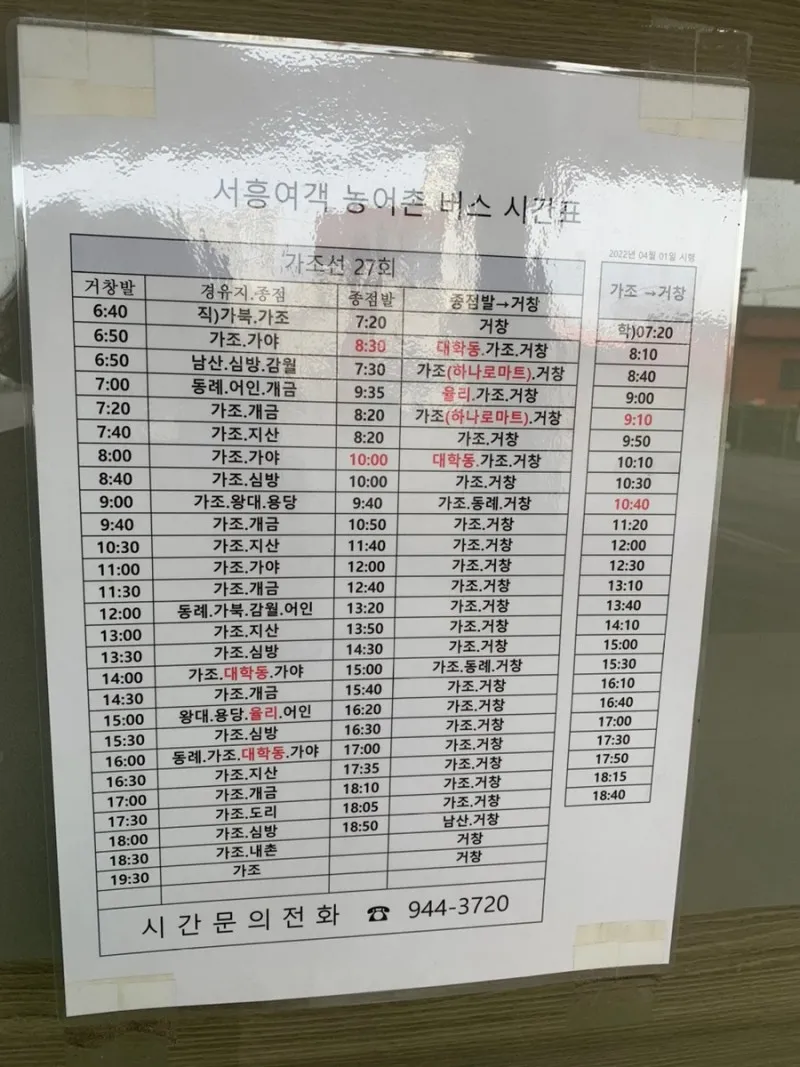 서흥여객 농어촌 버스 시간표
2022년 04월 01일 시행
가조선 27회
거창발 경유지.종점 종점발 종점발→거창 가조 →거창
6:40 직)가북.가조 7:20 거창 학)07:20
6:50 가조.가야 8:30 대학동.가조.거창 8:10
6:50 남산.심방.감월 7:30 가조(하나로마트).거창 8:40
7:00 동례.어인.개금 9:35 율리.가조.거창 9:00
7:20 가조.개금 8:20 가조(하나로마트).거창 9:10
7:40 가조.지산 8:20 가조.거창 9:50
8:00 가조.가야 10:00 대학동.가조.거창 10:10
8:40 가조.심방 10:00 가조.거창 10:30
9:00 가조.왕대.용당 9:40 가조.동례.거창 10:40
9:40 가조.개금 10:50 가조.거창 11:20
10:30 가조.지산 11:40 가조.거창 12:00
11:00 가조.가야 12:00 가조.거창 12:30
11:30 가조.개금 12:40 가조.거창 13:10
12:00 동례.가북.감월.어인 13:20 가조.거창 13:40
13:00 가조.지산 13:50 가조.거창 14:10
13:30 가조.심방 14:30 가조.거창 15:00
14:00 가조.대학동.가야 15:00 가조.동례.거창 15:30
14:30 가조.개금 15:40 가조.거창 16:10
15:00 왕대.용당.율리.어인 16:20 가조.거창 16:40
15:30 가조.심방 16:30 가조.거창 17:00
16:00 동례.가조.대학동.가야 17:00 가조.거창 17:30
16:30 가조.지산 17:35 가조.거창 17:50
17:00 가조.개금 18:10 가조.거창 18:15
17:30 가조.도리 18:05 가조.거창 18:40
18:00 가조.심방 18:50 남산.거창
18:30 가조.내촌 거창
19:30 가조 거창
시 간 문 의 전 화 ☎ 944-3720